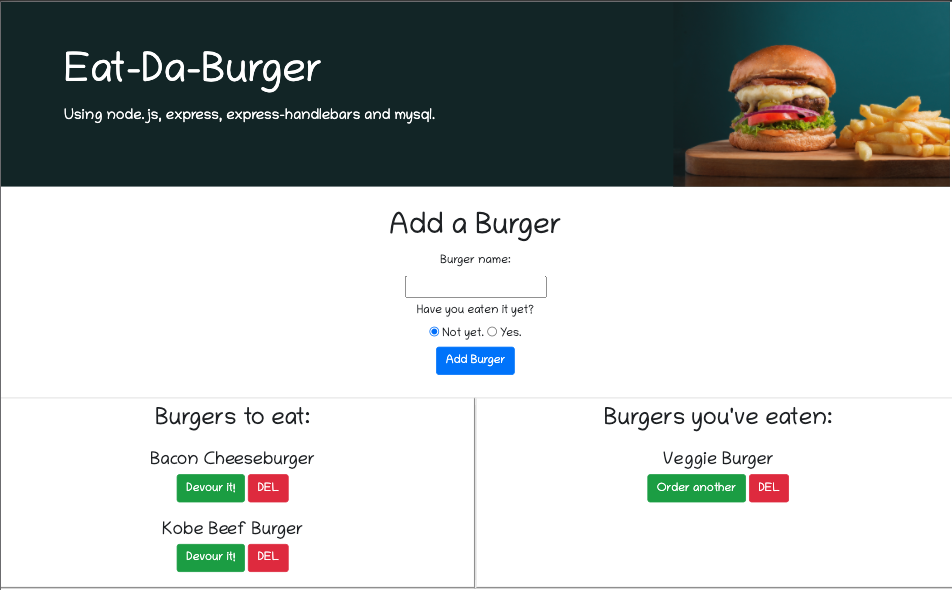 Eat-Da-Burger
Using node.js, express, express-handlebars and mysql.
Add a Burger
Burger name:
Have you eaten it yet?
Not yet. Yes.
Add Burger
Burgers to eat:
Bacon Cheeseburger
Devour it! DEL
Kobe Beef Burger
Devour it! DEL
Burgers you've eaten:
Veggie Burger
Order another DEL